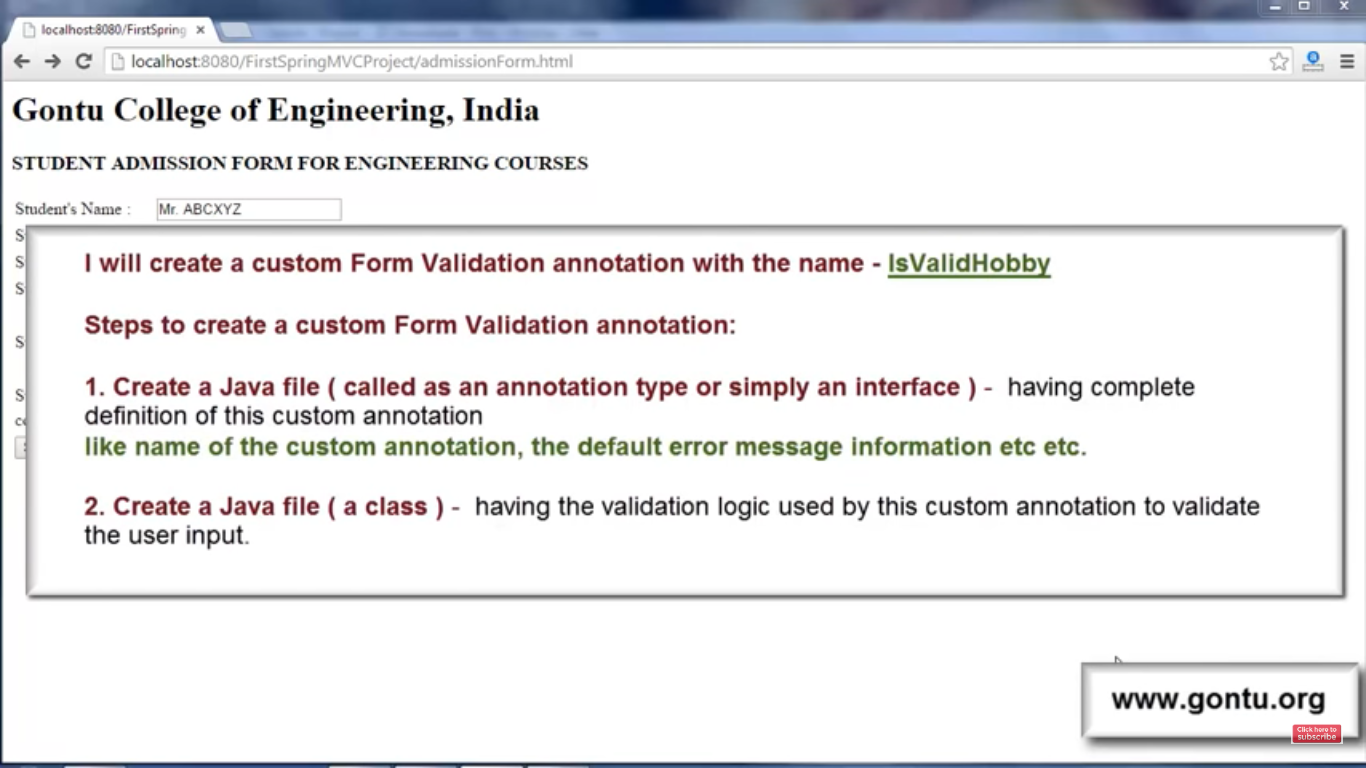 localhost:8080/FirstSpring
localhost:8080/FirstSpringMVCProject/admissionForm.html
Gontu College of Engineering, India
STUDENT ADMISSION FORM FOR ENGINEERING COURSES
Student's Name : Mr. ABCXYZ
I will create a custom Form Validation annotation with the name - IsValidHobby
Steps to create a custom Form Validation annotation:
1. Create a Java file ( called as an annotation type or simply an interface ) - having complete
definition of this custom annotation
like name of the custom annotation, the default error message information etc etc.
2. Create a Java file ( a class ) - having the validation logic used by this custom annotation to validate
the user input.
www.gontu.org
Click here to
subscribe